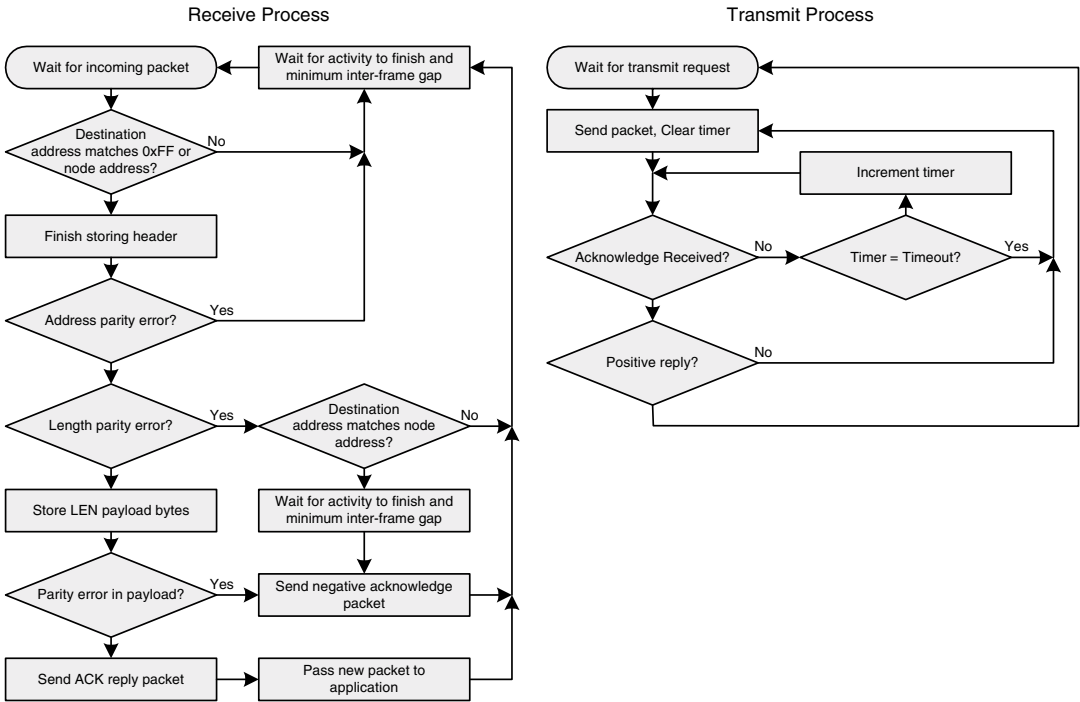 Receive Process
Wait for incoming packet
Wait for activity to finish and
minimum inter-frame gap
Destination
address matches 0xFF or
node address?
No
Finish storing header
Address parity error?
Yes
Length parity error?
Yes
Destination
address matches node
address?
No
Store LEN payload bytes
Wait for activity to finish and
minimum inter-frame gap
Parity error in payload?
Yes
Send negative acknowledge
packet
Send ACK reply packet
Pass new packet to
application
Transmit Process
Wait for transmit request
Send packet, Clear timer
Increment timer
Acknowledge Received?
No
Timer = Timeout?
Yes
Positive reply?
No